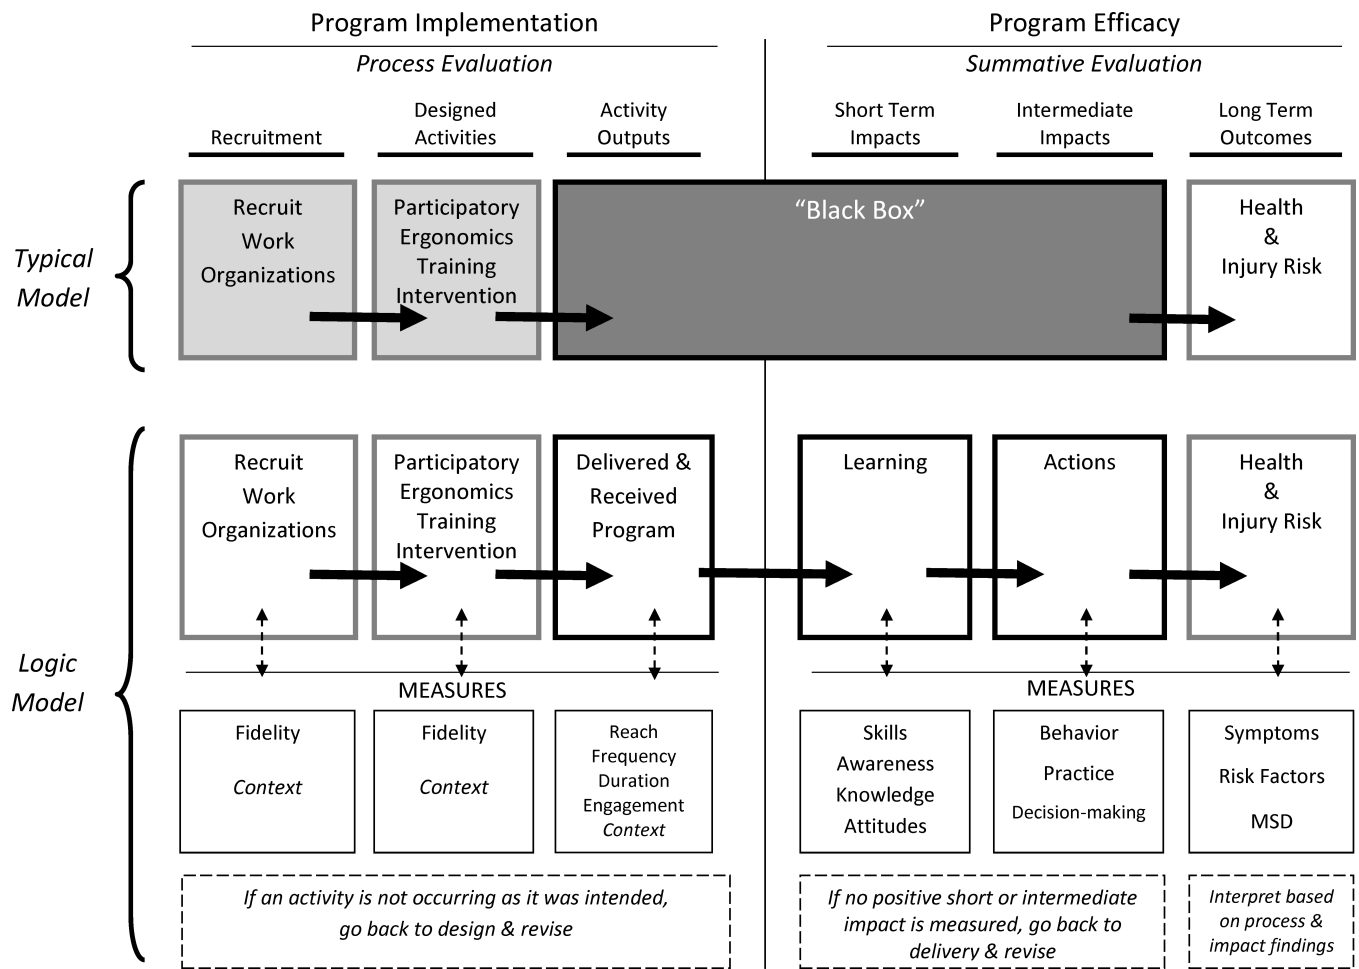 Program Implementation
Program Efficacy
Process Evaluation
Summative Evaluation
Recruitment
Designed
Activities
Activity
Outputs
Short Term
Impacts
Intermediate
Impacts
Long Term
Outcomes
Typical
Model
Recruit
Work
Organizations
Participatory
Ergonomics
Training
Intervention
“Black Box”
Health
&
Injury Risk
Logic
Model
Recruit
Work
Organizations
Participatory
Ergonomics
Training
Intervention
Delivered &
Received
Program
Learning
Actions
Health
&
Injury Risk
MEASURES
MEASURES
Fidelity
Context
Fidelity
Context
Reach
Frequency
Duration
Engagement
Context
Skills
Awareness
Knowledge
Attitudes
Behavior
Practice
Decision-making
Symptoms
Risk Factors
MSD
If an activity is not occurring as it was intended,
go back to design & revise
If no positive short or intermediate
impact is measured, go back to
delivery & revise
Interpret based
on process &
impact findings